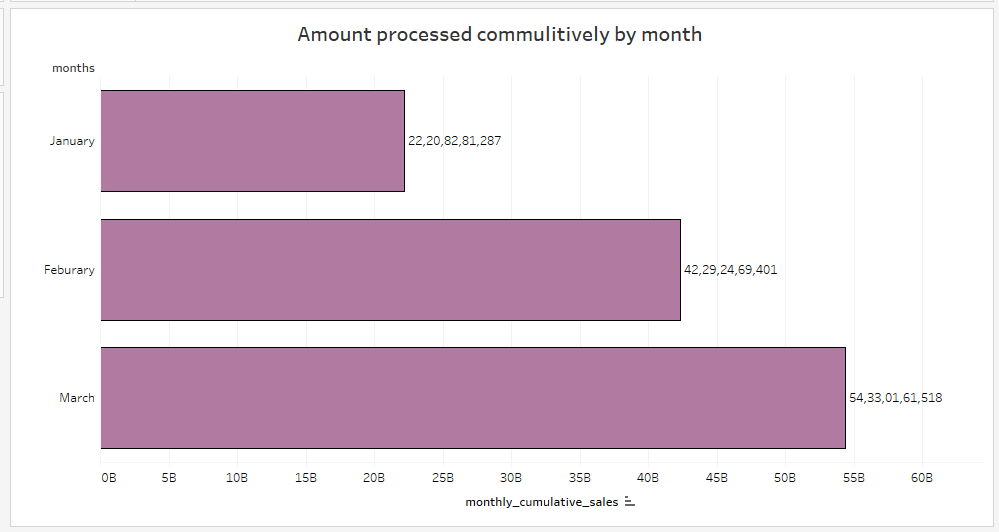 Amount processed commulitively by month
months
January
22,20,82,81,287
Feburary
42,29,24,69,401
March
54,33,01,61,518
0B 5B 10B 15B 20B 25B 30B 35B 40B 45B 50B 55B 60B
monthly_cumulative_sales